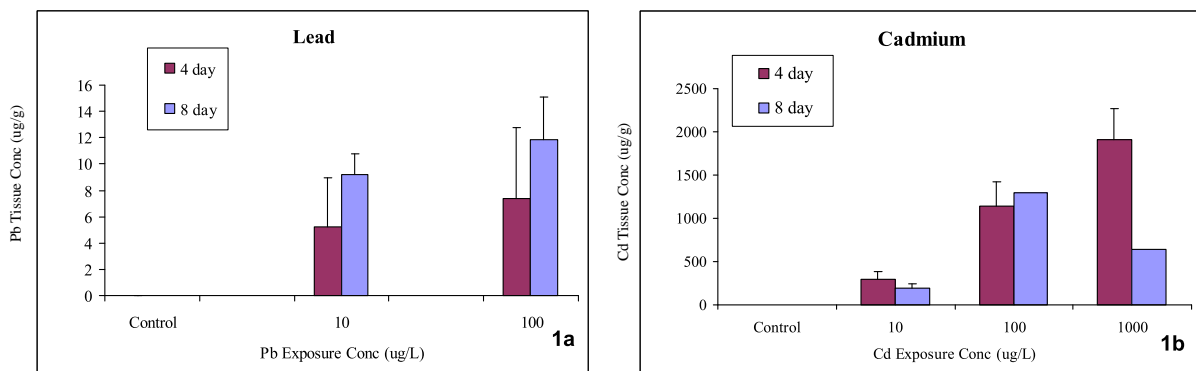 Lead
4 day
8 day
Pb Tissue Conc (ug/g)
16
14
12
10
8
6
4
2
0
Control 10 100
Pb Exposure Conc (ug/L)
1a
Cadmium
4 day
8 day
Cd Tissue Conc (ug/g)
2500
2000
1500
1000
500
0
Control 10 100 1000
Cd Exposure Conc (ug/L)
1b